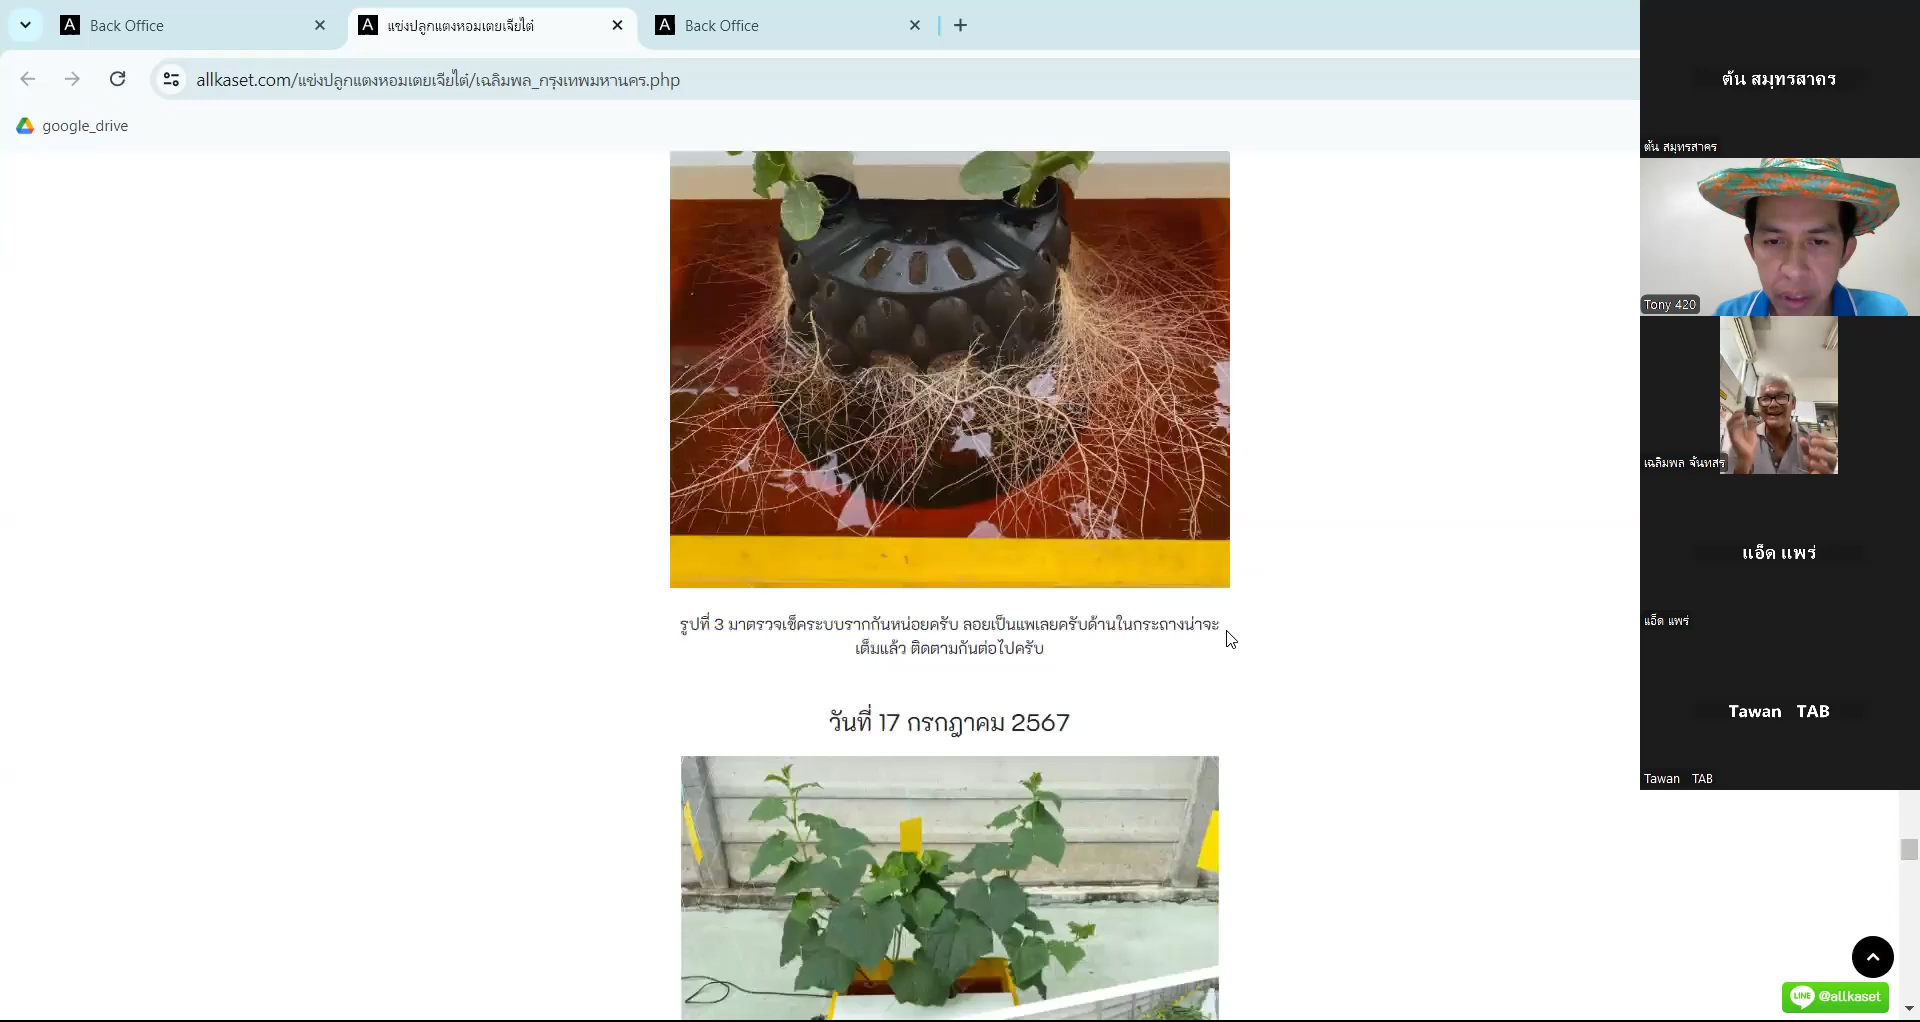 Back Office
แข่งปลูกแตงหอมเตยเจียไต๋
Back Office
allkaset.com/แข่งปลูกแตงหอมเตยเจียไต๋/เฉลิมพล_กรุงเทพมหานคร.php
google_drive
รูปที่ 3 มาตรวจเช็คระบบรากกันหน่อยครับ ลอยเป็นแพเลยครับด้านในกระถางน่าจะ
เต็มแล้ว ติดตามกันต่อไปครับ
วันที่ 17 กรกฎาคม 2567
ต้น สมุทรสาคร
ต้น สมุทรสาคร
Tony 420
เฉลิมพล จันทสร
แอ็ด แพร่
แอ็ด แพร่
Tawan TAB
Tawan TAB
LINE @allkaset